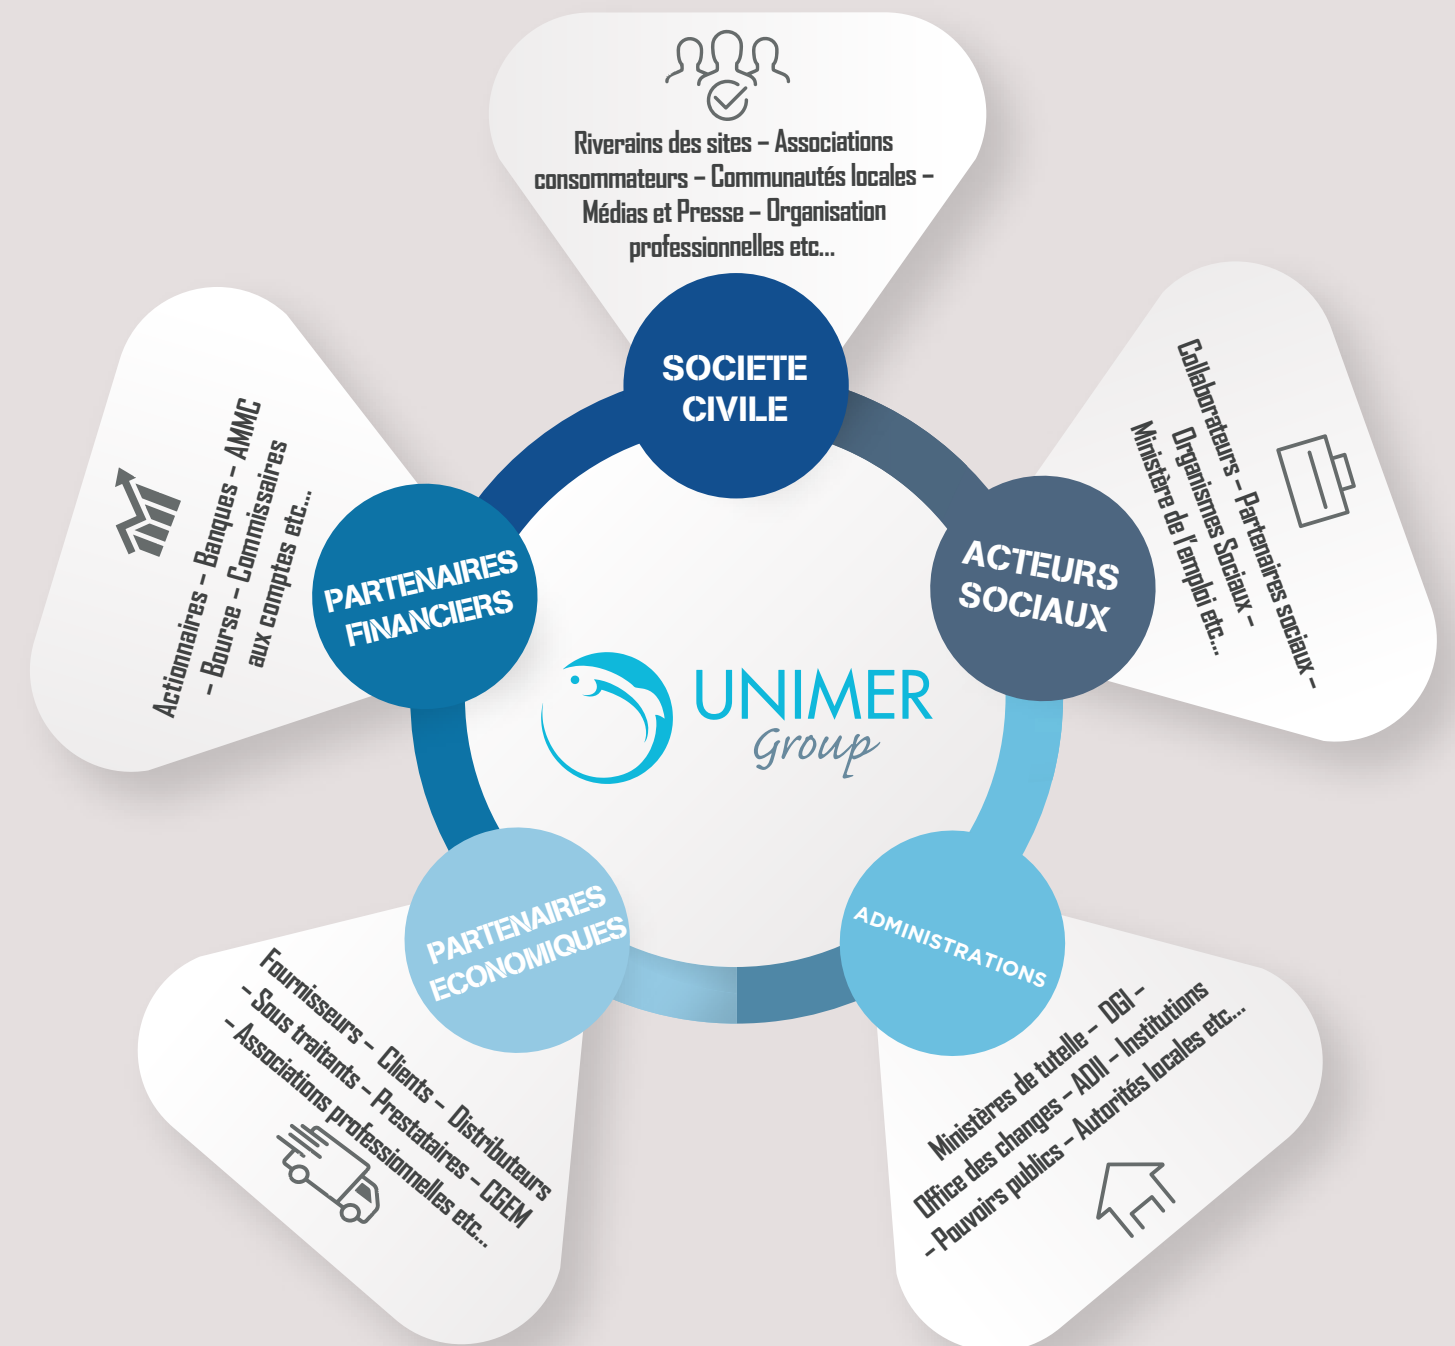 Riverains des sites – Associations
consommateurs – Communautés locales –
Médias et Presse – Organisation
professionnelles etc...
SOCIETE
CIVILE
Collaborateurs – Partenaires sociaux –
Organismes Sociaux –
Ministère de l'emploi etc...
ACTEURS
SOCIAUX
Actionnaires – Banques – AMMC
– Bourse – Commissaires
aux comptes etc...
PARTENAIRES
FINANCIERS
UNIMER
Group
PARTENAIRES
ECONOMIQUES
Fournisseurs – Clients – Distributeurs
– Sous traitants – Prestataires – CGEM
– Associations professionnelles etc...
ADMINISTRATIONS
Ministères de tutelle – DGI –
Office des changes – ADII – Institutions
– Pouvoirs publics – Autorités locales etc...